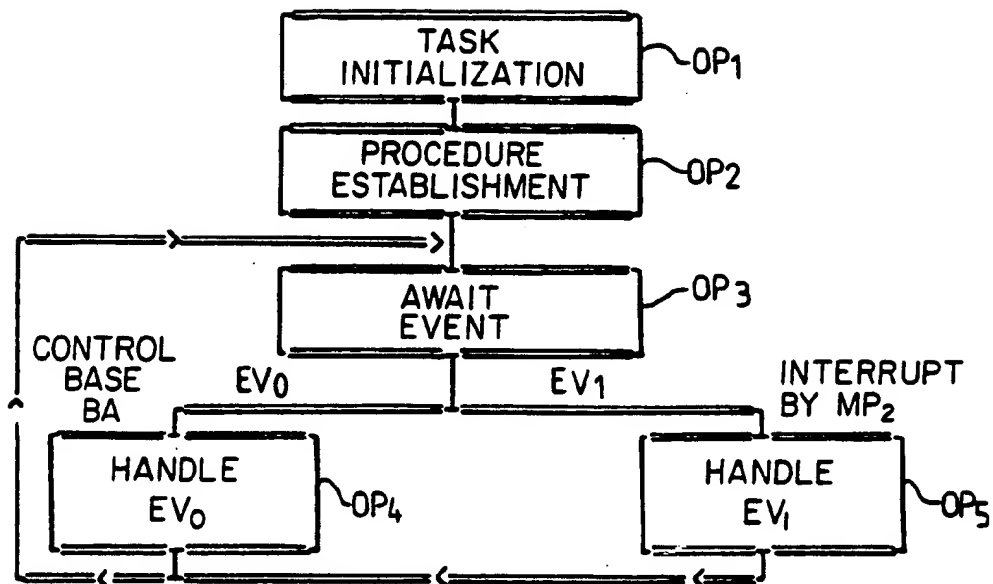 TASK
INITIALIZATION
OP1
PROCEDURE
ESTABLISHMENT
OP2
AWAIT
EVENT
OP3
CONTROL
BASE
BA
EV0
EV1
INTERRUPT
BY MP2
HANDLE
EV0
OP4
HANDLE
EV1
OP5